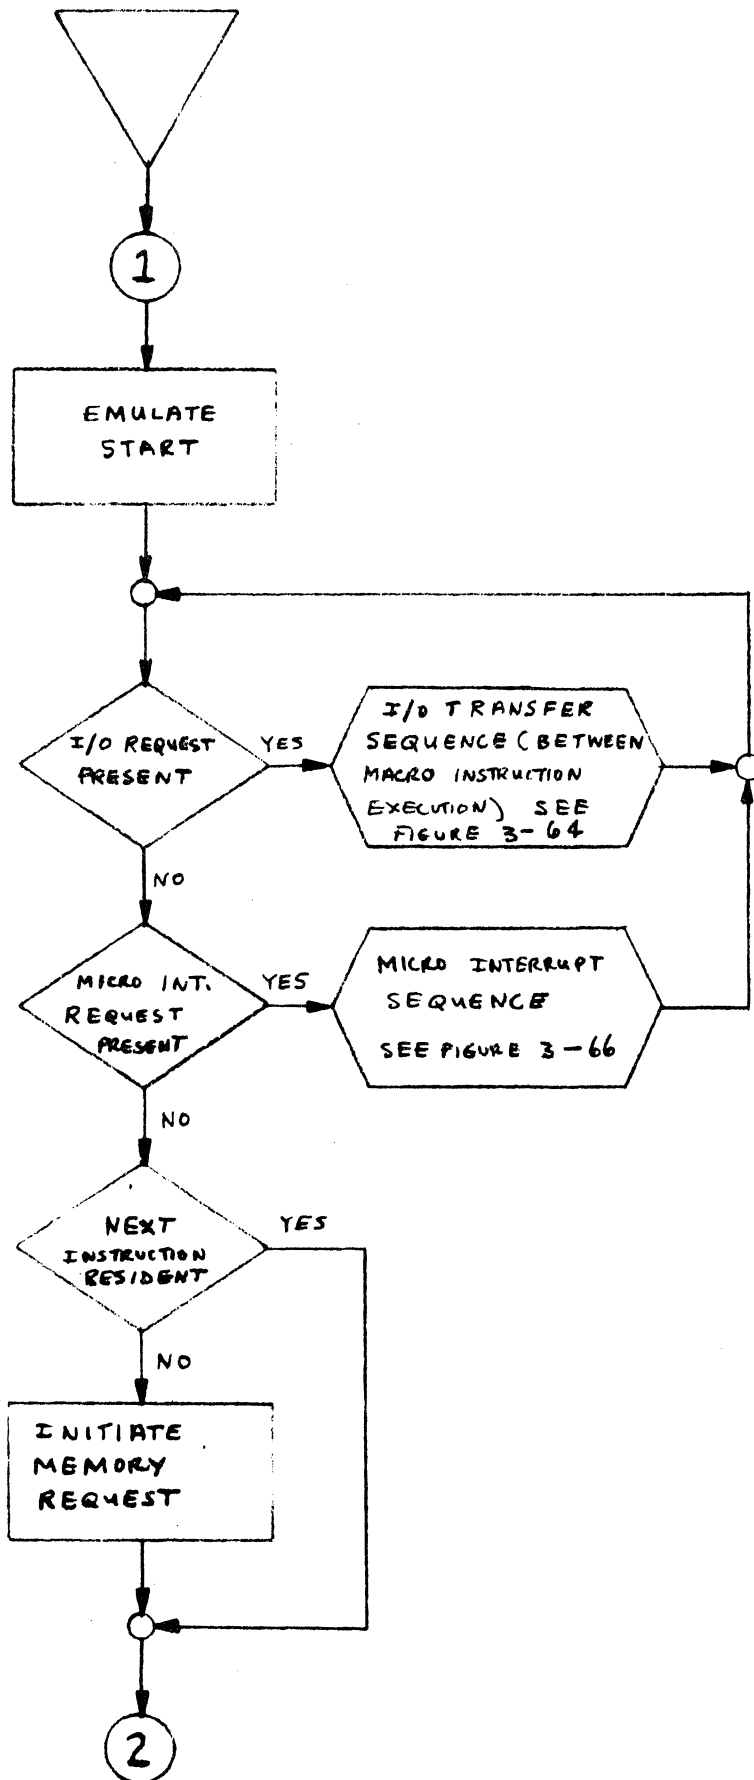 1
EMULATE
START
I/O REQUEST
PRESENT
YES
I/O TRANSFER
SEQUENCE (BETWEEN
MACRO INSTRUCTION
EXECUTION) SEE
FIGURE 3-64
NO
MICRO INT.
REQUEST
PRESENT
YES
MICRO INTERRUPT
SEQUENCE
SEE FIGURE 3-66
NO
NEXT
INSTRUCTION
RESIDENT
YES
NO
INITIATE
MEMORY
REQUEST
2